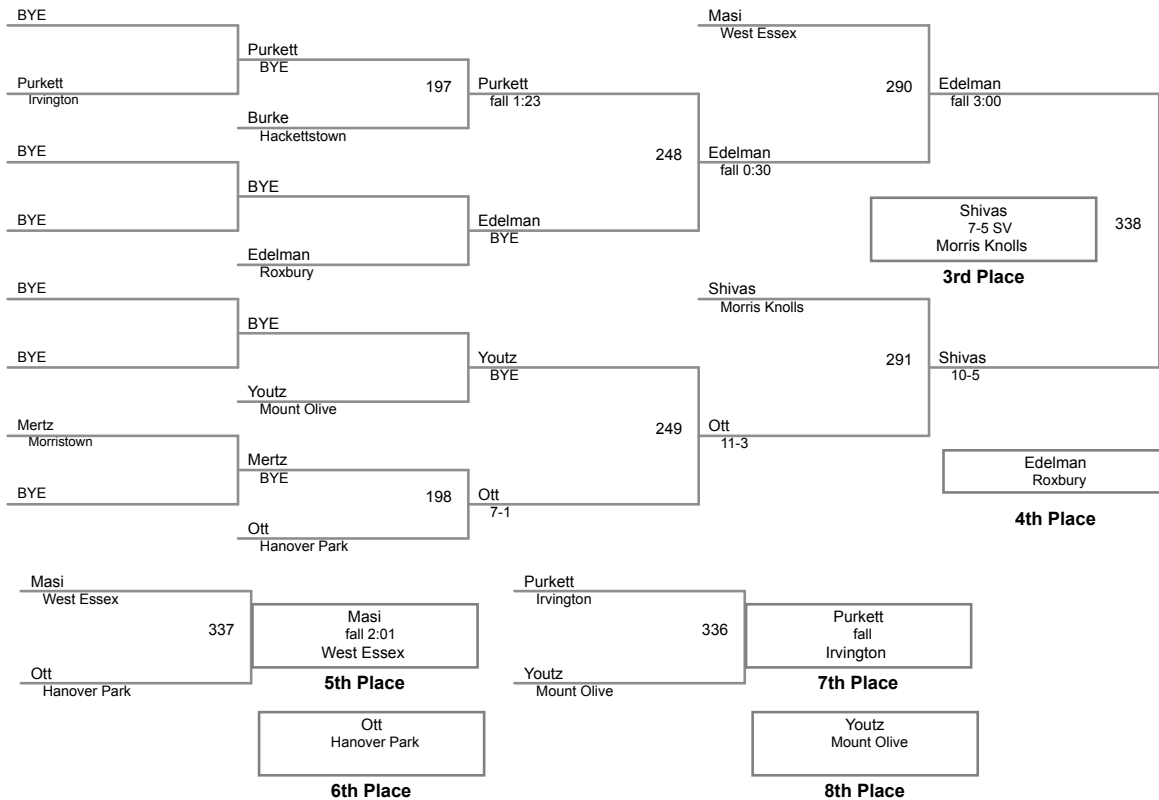 BYE
Purkett
BYE
Purkett
Irvington
197
Purkett
fall 1:23
Burke
Hackettstown
BYE
BYE
BYE
Edelman
BYE
Edelman
Roxbury
248
Edelman
fall 0:30
Masi
West Essex
290
Edelman
fall 3:00
Shivas
7-5 SV
Morris Knolls
338
3rd Place
BYE
BYE
BYE
Youtz
BYE
Youtz
Mount Olive
249
Ott
11-3
Shivas
Morris Knolls
291
Shivas
10-5
Mertz
Morristown
Mertz
BYE
BYE
198
Ott
7-1
Ott
Hanover Park
Edelman
Roxbury
4th Place
Masi
West Essex
337
Masi
fall 2:01
West Essex
Ott
Hanover Park
5th Place
Ott
Hanover Park
6th Place
Purkett
Irvington
336
Purkett
fall
Irvington
Youtz
Mount Olive
7th Place
Youtz
Mount Olive
8th Place